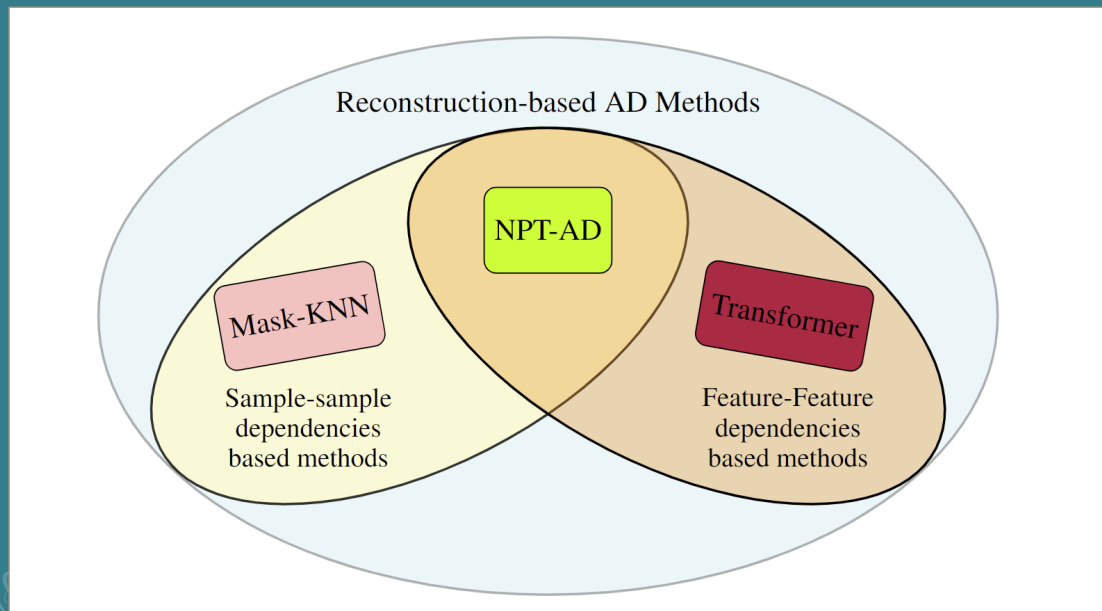 Reconstruction-based AD Methods
NPT-AD
Mask-KNN
Transformer
Sample-sample
dependencies
based methods
Feature-Feature
dependencies
based methods